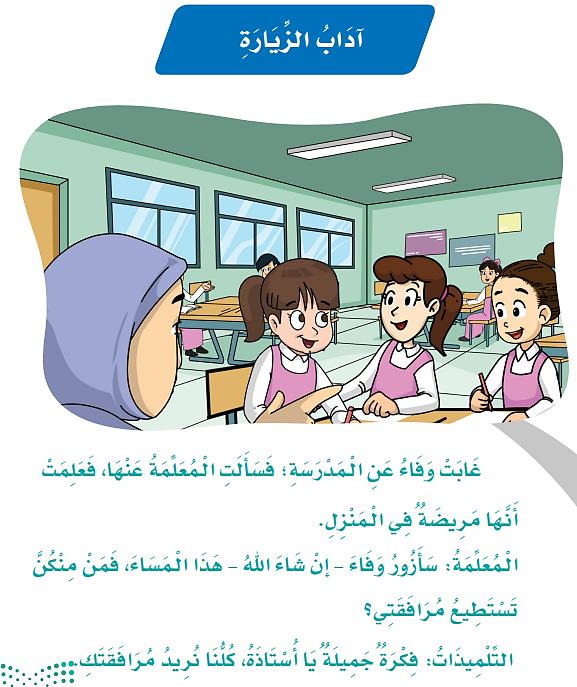 آدَابُ الزِّيَارَةِ
غَابَتْ وَفَاءُ عَنِ الْمَدْرَسَةِ؛ فَسَأَلَتِ الْمُعَلِّمَةُ عَنْهَا، فَعَلِمَتْ
أَنَّهَا مَرِيضَةٌ فِي الْمَنْزِلِ.
الْمُعَلِّمَةُ: سَأَزُورُ وَفَاءَ - إِنْ شَاءَ اللهُ - هَذَا الْمَسَاءَ، فَمَنْ مِنْكُنَّ
تَسْتَطِيعُ مُرَافَقَتِي؟
التِّلْمِيذَاتُ: فِكْرَةٌ جَمِيلَةٌ يَا أُسْتَاذَةُ، كُلُّنَا نُرِيدُ مُرَافَقَتَكِ.